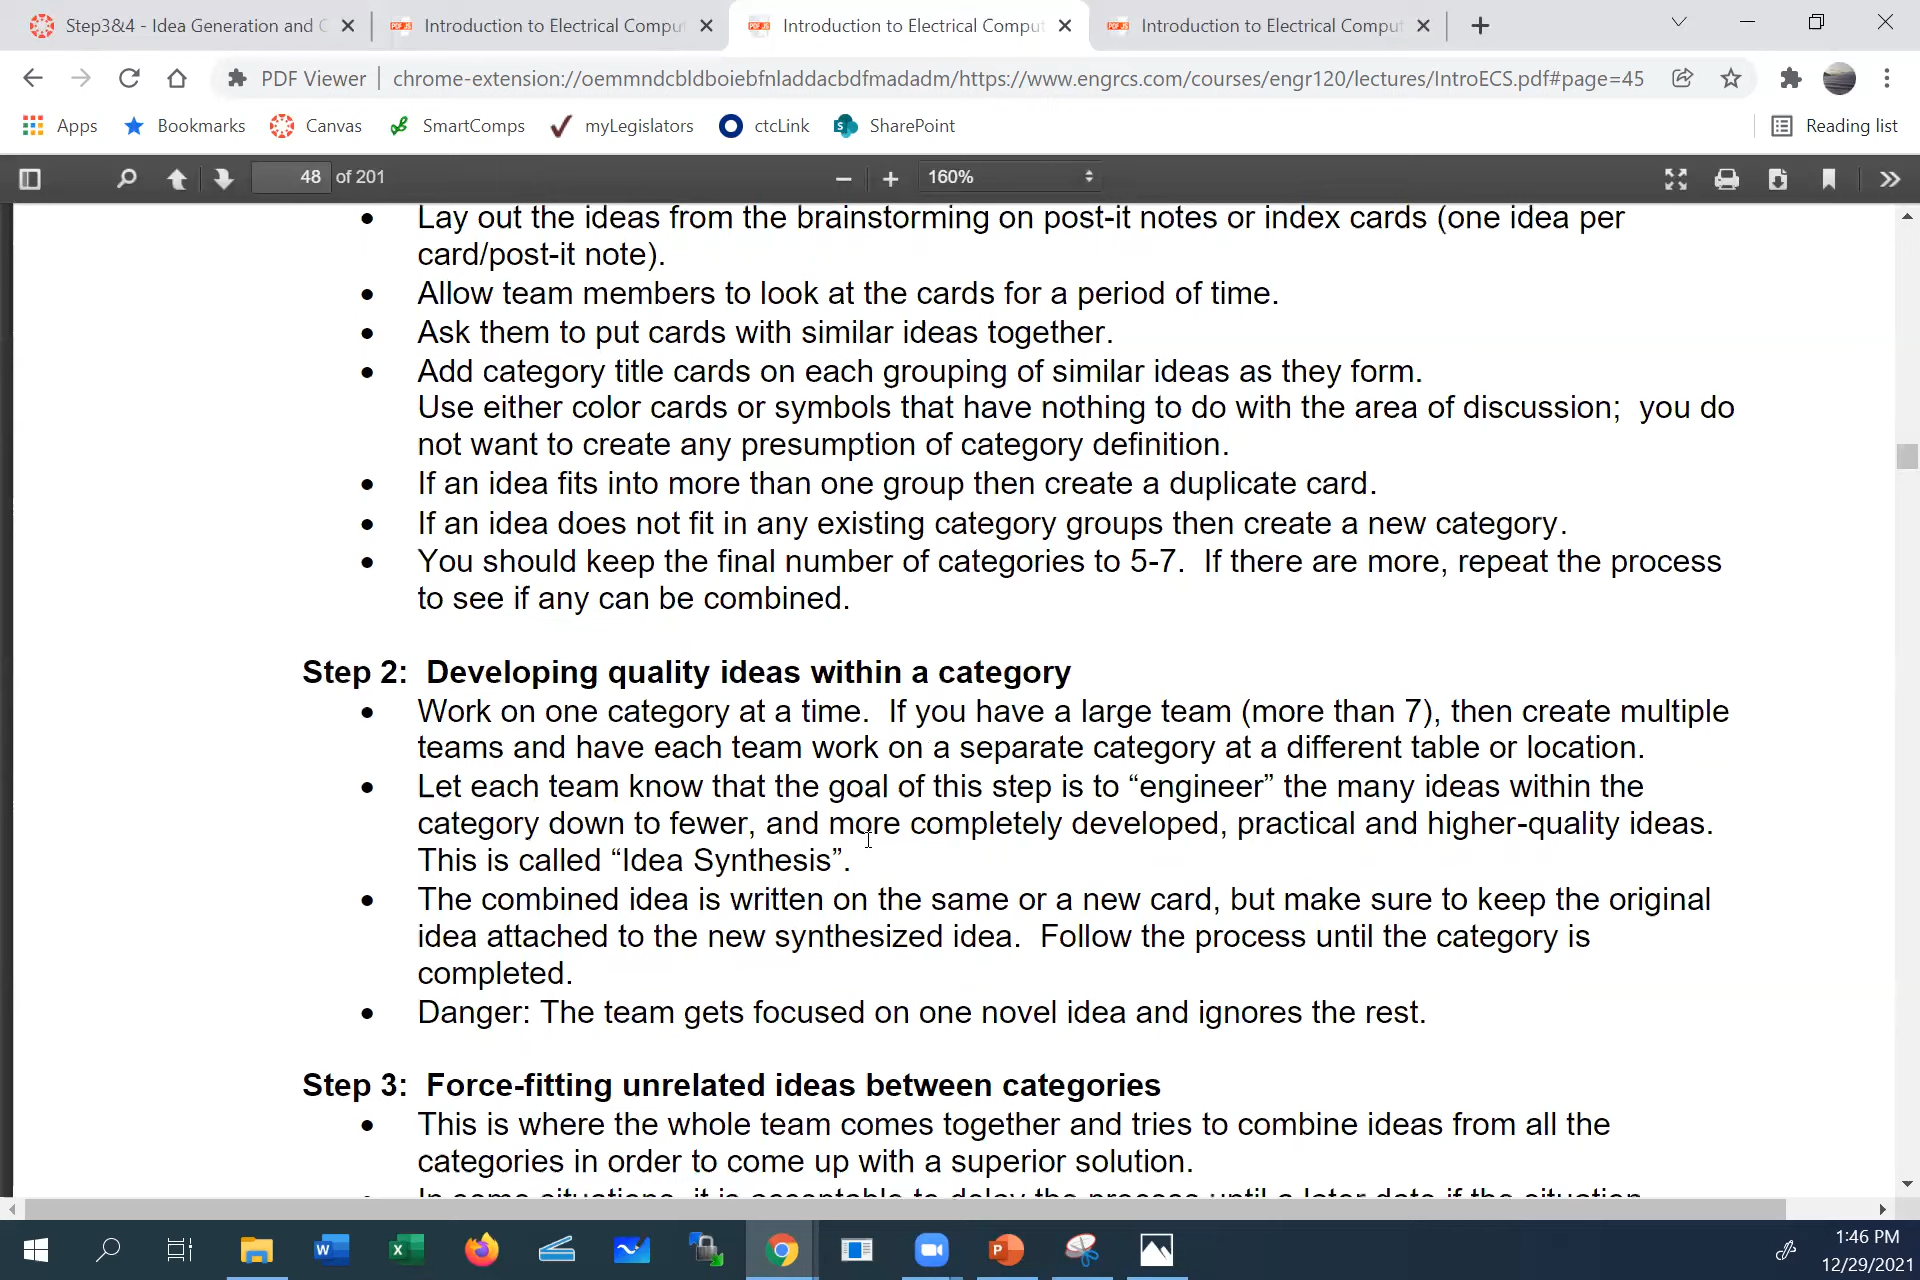 Step3&4 - Idea Generation and C
Introduction to Electrical Comput
Introduction to Electrical Comput
Introduction to Electrical Comput
PDF Viewer
chrome-extension://oemmndcbldboiebfnladdacbdfmadadm/https://www.engrcs.com/courses/engr120/lectures/IntroECS.pdf#page=45
Apps Bookmarks Canvas SmartComps myLegislators ctcLink SharePoint Reading list
48 of 201 160%
• Lay out the ideas from the brainstorming on post-it notes or index cards (one idea per
card/post-it note).
• Allow team members to look at the cards for a period of time.
• Ask them to put cards with similar ideas together.
• Add category title cards on each grouping of similar ideas as they form.
Use either color cards or symbols that have nothing to do with the area of discussion;  you do
not want to create any presumption of category definition.
• If an idea fits into more than one group then create a duplicate card.
• If an idea does not fit in any existing category groups then create a new category.
• You should keep the final number of categories to 5-7.  If there are more, repeat the process
to see if any can be combined.
Step 2:  Developing quality ideas within a category
• Work on one category at a time.  If you have a large team (more than 7), then create multiple
teams and have each team work on a separate category at a different table or location.
• Let each team know that the goal of this step is to “engineer” the many ideas within the
category down to fewer, and more completely developed, practical and higher-quality ideas.
This is called “Idea Synthesis”.
• The combined idea is written on the same or a new card, but make sure to keep the original
idea attached to the new synthesized idea.  Follow the process until the category is
completed.
• Danger: The team gets focused on one novel idea and ignores the rest.
Step 3:  Force-fitting unrelated ideas between categories
• This is where the whole team comes together and tries to combine ideas from all the
categories in order to come up with a superior solution.
In some situations, it is acceptable to delay the process until a later date if the situation
1:46 PM
12/29/2021